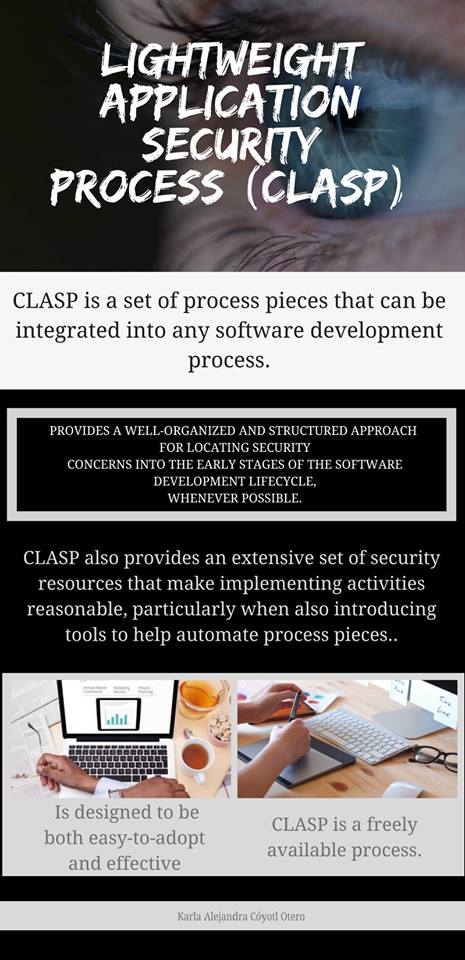 LIGHTWEIGHT
APPLICATION
SECURITY
PROCESS (CLASP)
CLASP is a set of process pieces that can be
integrated into any software development
process.
PROVIDES A WELL-ORGANIZED AND STRUCTURED APPROACH
FOR LOCATING SECURITY
CONCERNS INTO THE EARLY STAGES OF THE SOFTWARE
DEVELOPMENT LIFECYCLE,
WHENEVER POSSIBLE.
CLASP also provides an extensive set of security
resources that make implementing activities
reasonable, particularly when also introducing
tools to help automate process pieces..
Time
Line
Is designed to be
both easy-to-adopt
and effective
CLASP is a freely
available process.
Karla Alejandra Cóyotl Otero